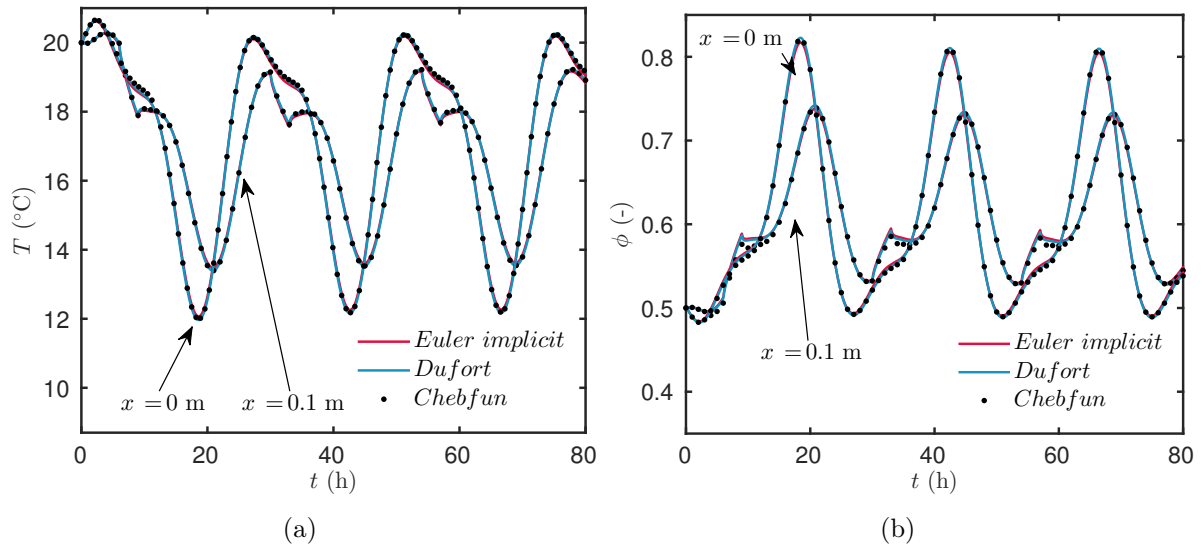 20
18
16
14
12
10
T (°C)
x =0 m
x =0.1 m
Euler implicit
Dufort
Chebfun
0
20
40
60
80
t (h)
(a)
0.8
0.7
0.6
0.5
0.4
ϕ (-)
x =0 m
x =0.1 m
Euler implicit
Dufort
Chebfun
0
20
40
60
80
t (h)
(b)